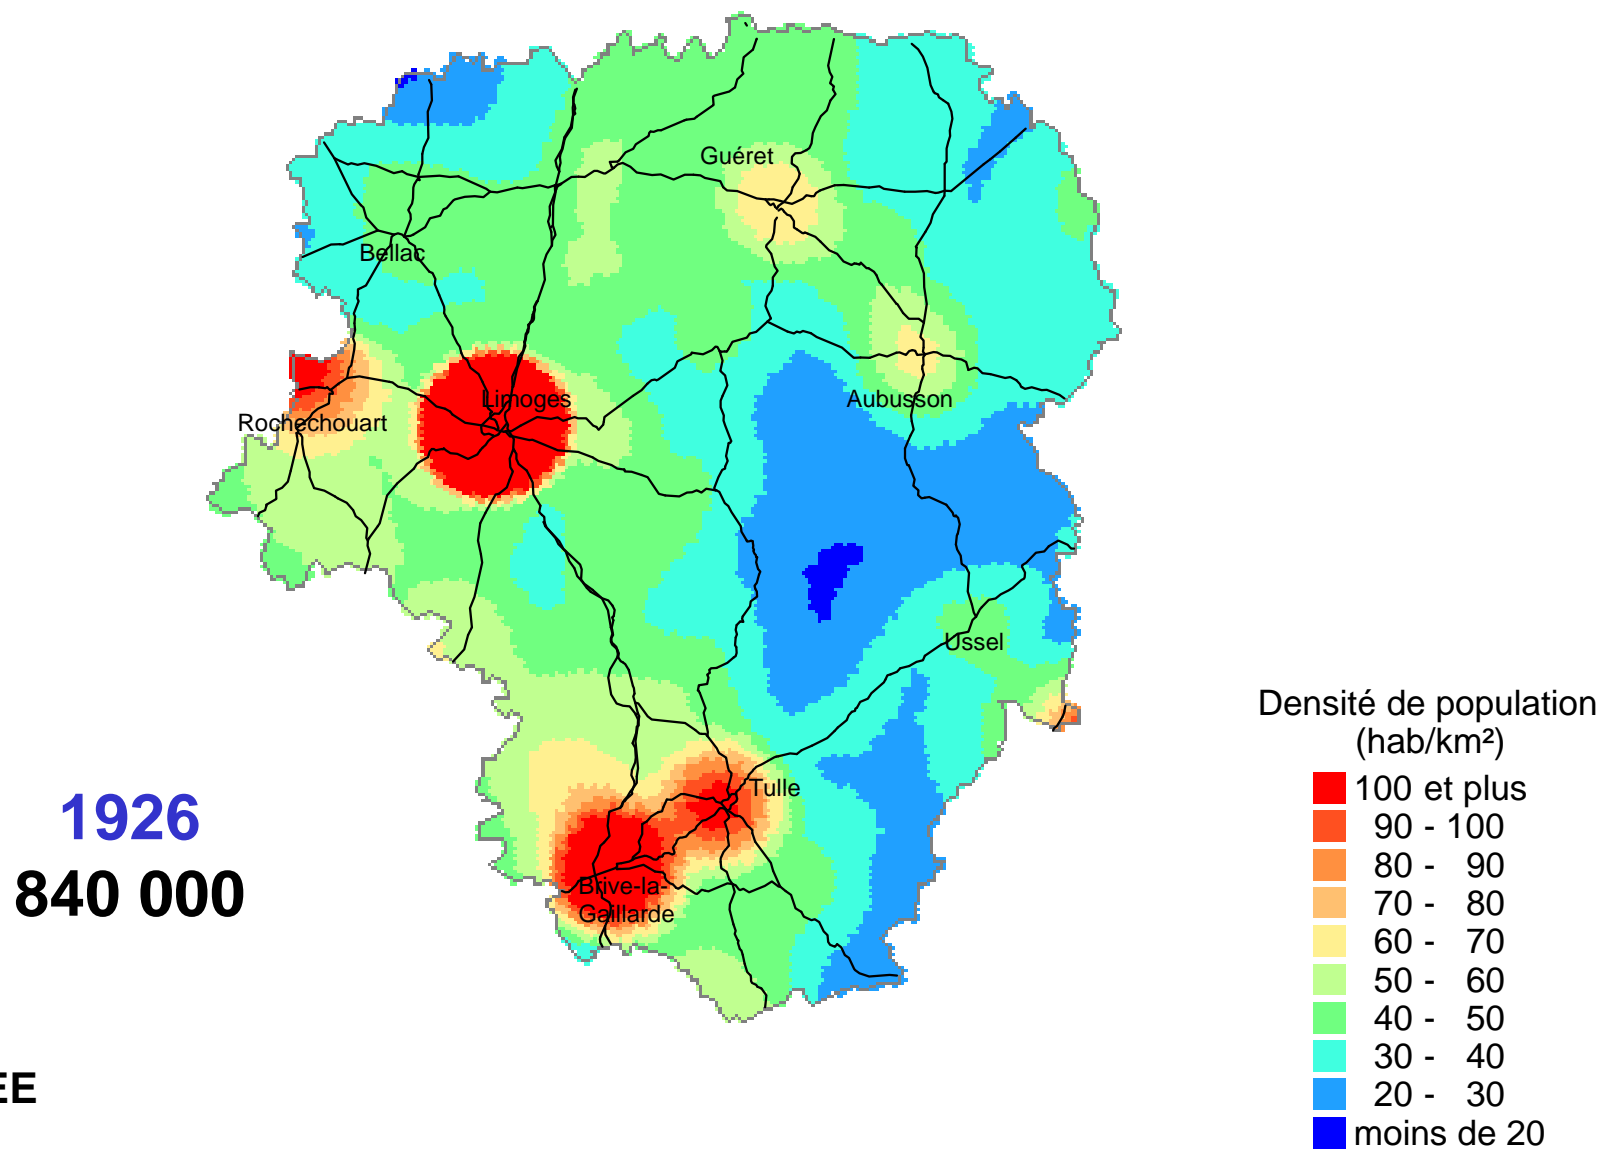 Guéret
Bellac
Limoges
Aubusson
Rochechouart
Ussel
Tulle
Brive-la-
Gaillarde
1926
840 000
EE
Densité de population
(hab/km²)
100 et plus
90 - 100
80 - 90
70 - 80
60 - 70
50 - 60
40 - 50
30 - 40
20 - 30
moins de 20